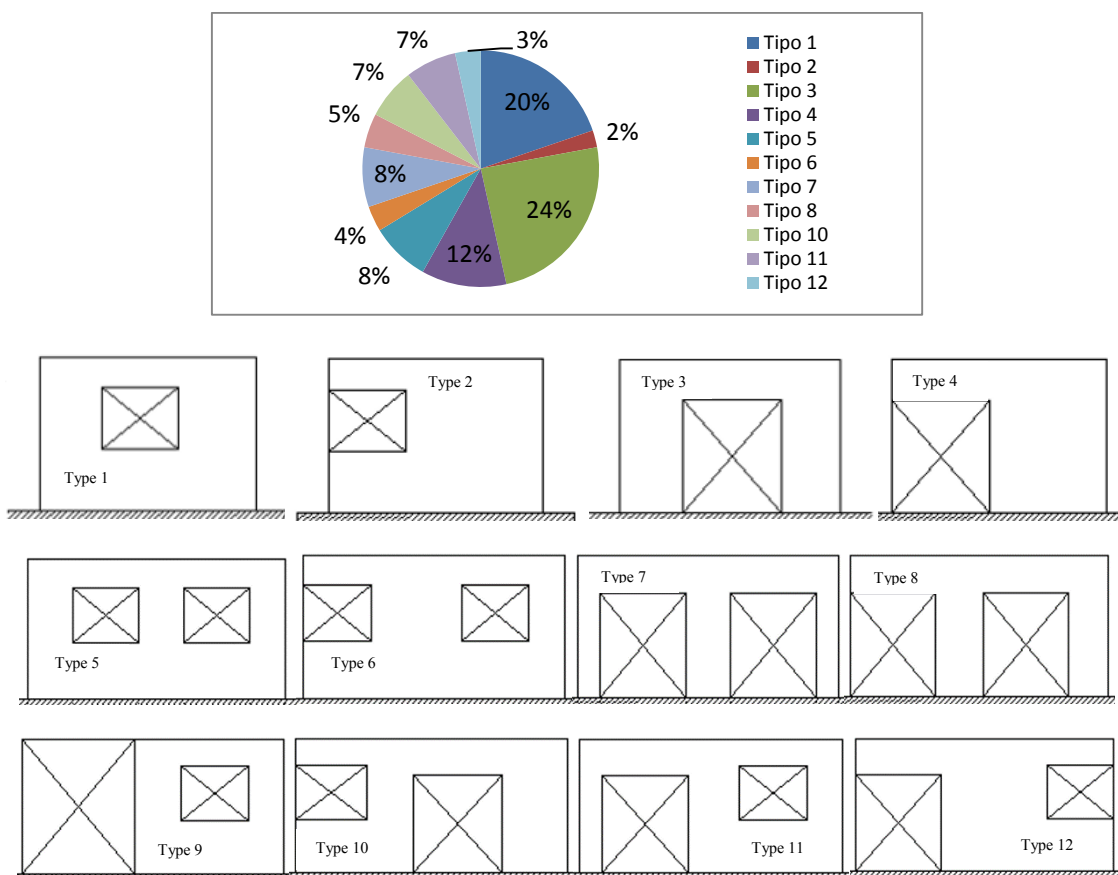 3%
20%
2%
24%
12%
8%
4%
8%
5%
7%
7%
Tipo 1
Tipo 2
Tipo 3
Tipo 4
Tipo 5
Tipo 6
Tipo 7
Tipo 8
Tipo 10
Tipo 11
Tipo 12
Type 1
Type 2
Type 3
Type 4
Type 5
Type 6
Type 7
Type 8
Type 9
Type 10
Type 11
Type 12